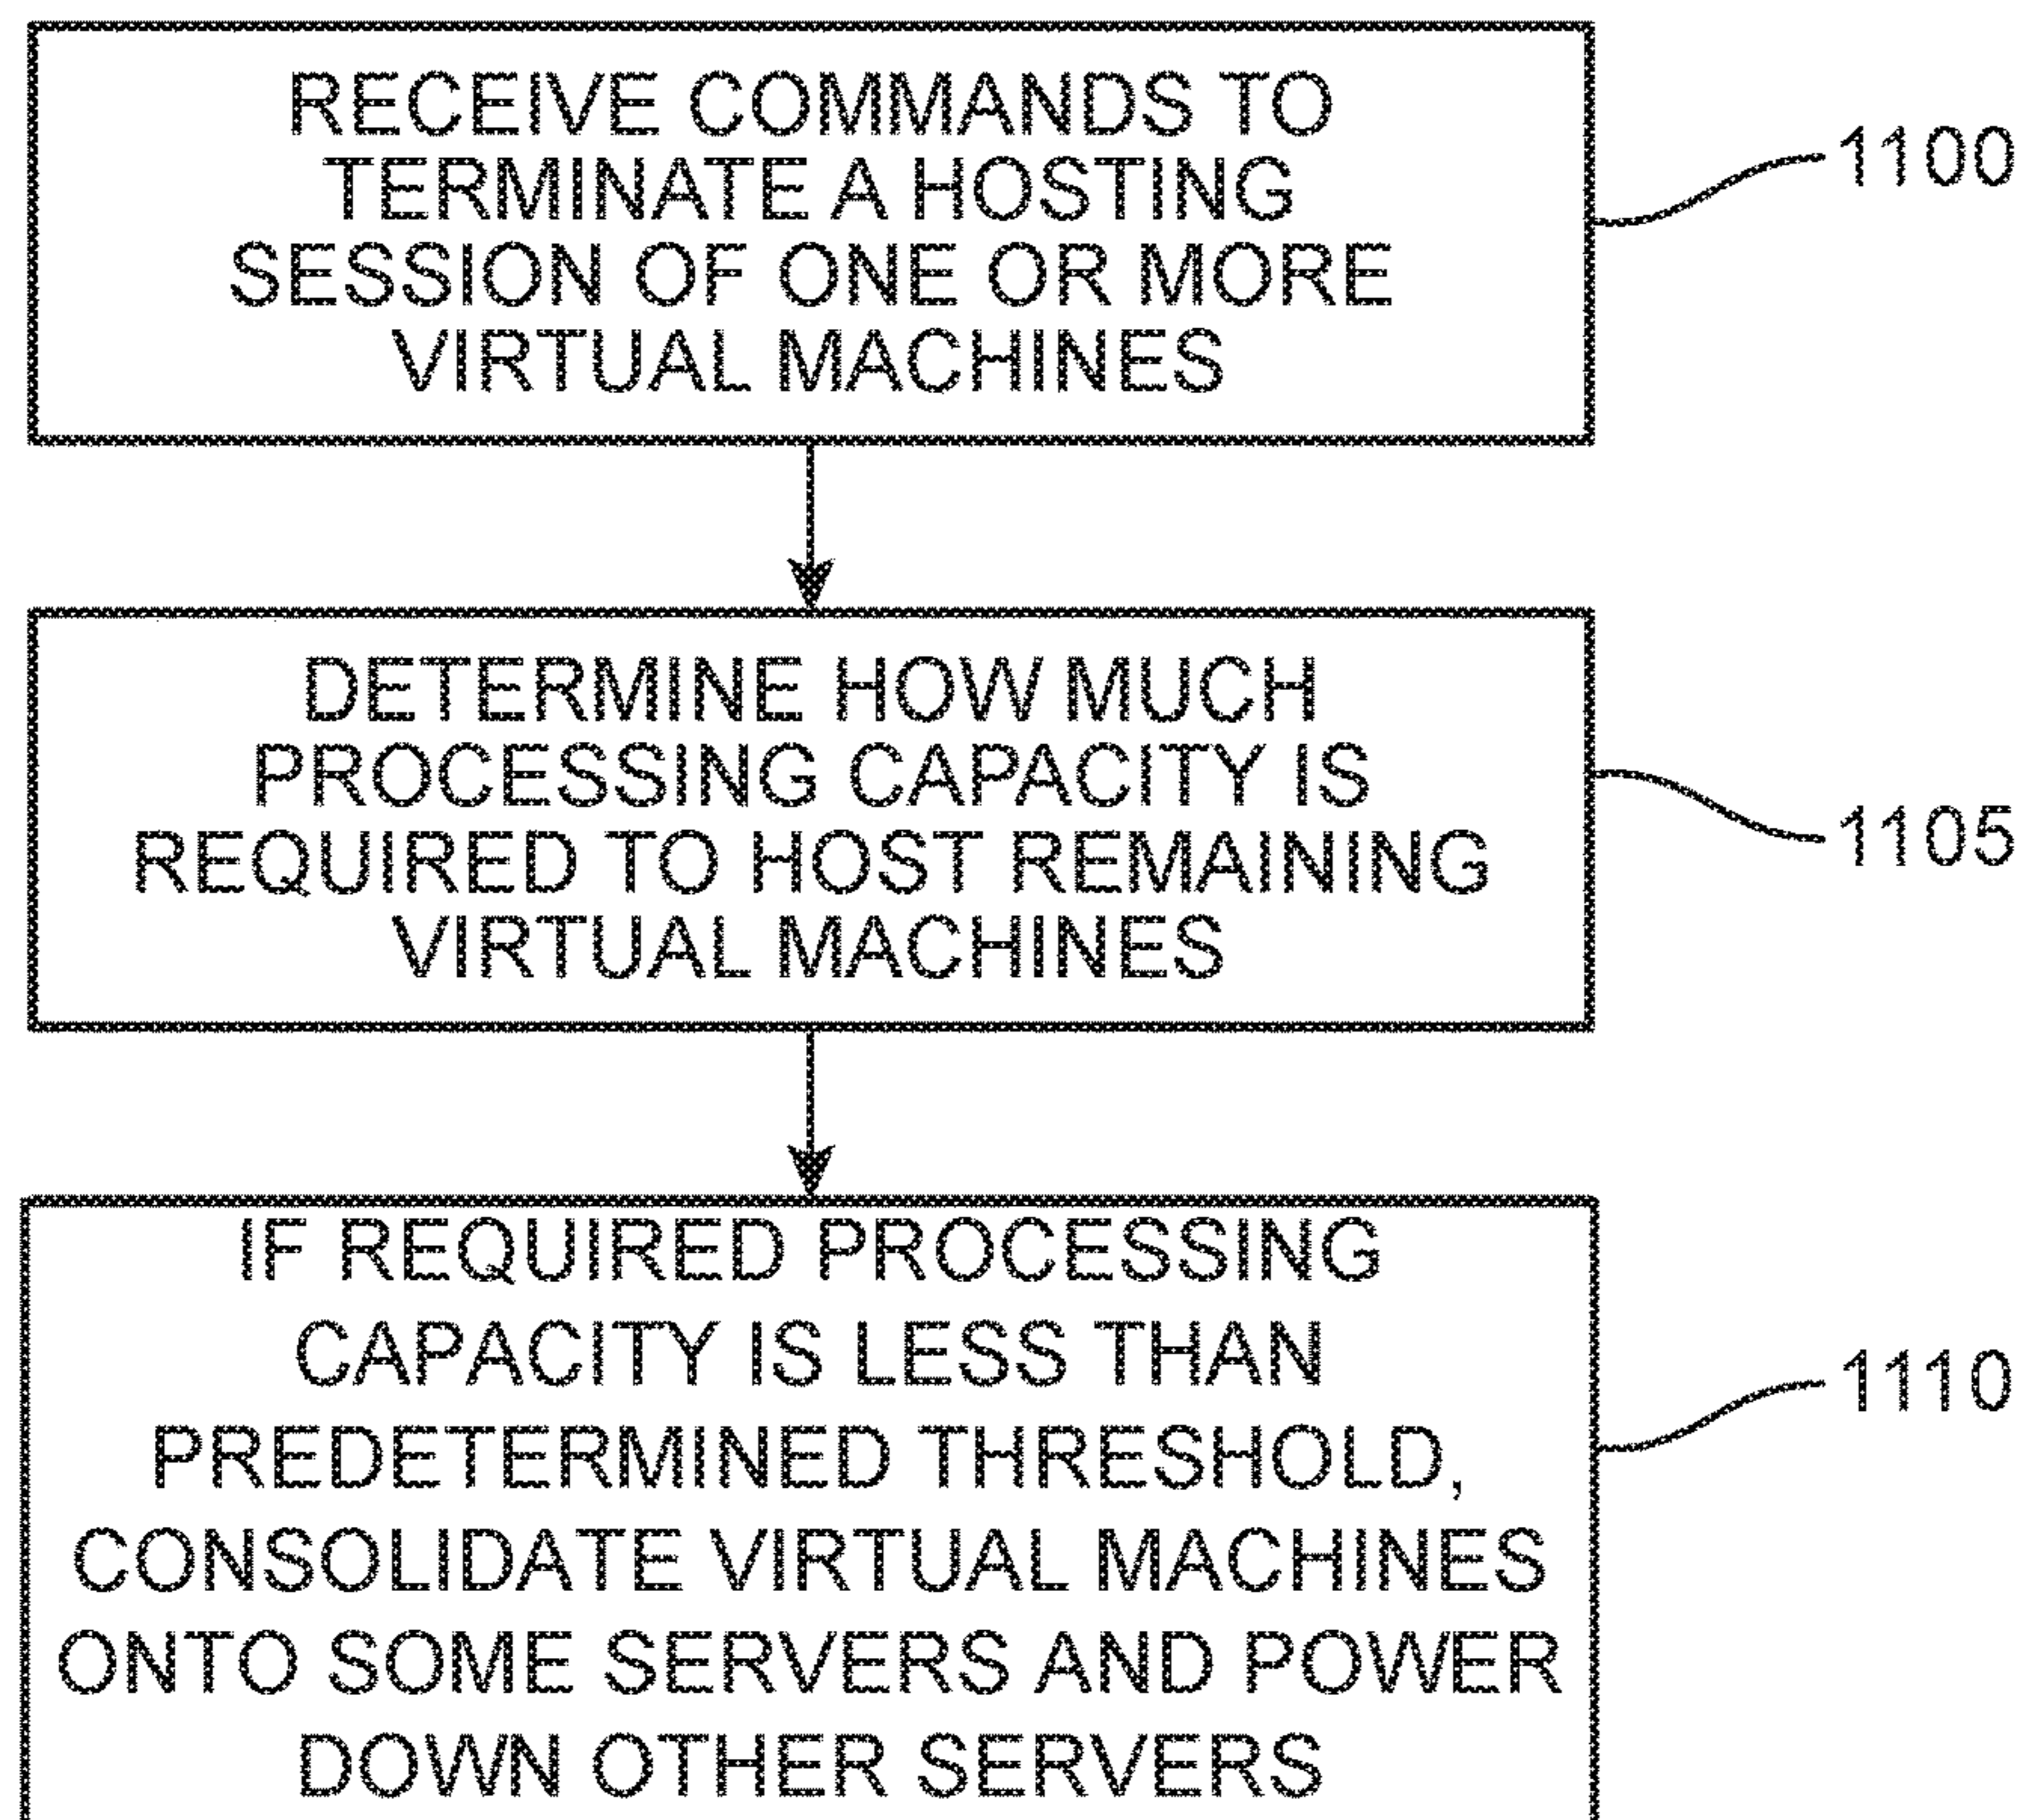 RECEIVE COMMANDS TO
TERMINATE A HOSTING
SESSION OF ONE OR MORE
VIRTUAL MACHINES
1100
DETERMINE HOW MUCH
PROCESSING CAPACITY IS
REQUIRED TO HOST REMAINING
VIRTUAL MACHINES
1105
IF REQUIRED PROCESSING
CAPACITY IS LESS THAN
PREDETERMINED THRESHOLD,
CONSOLIDATE VIRTUAL MACHINES
ONTO SOME SERVERS AND POWER
DOWN OTHER SERVERS
1110